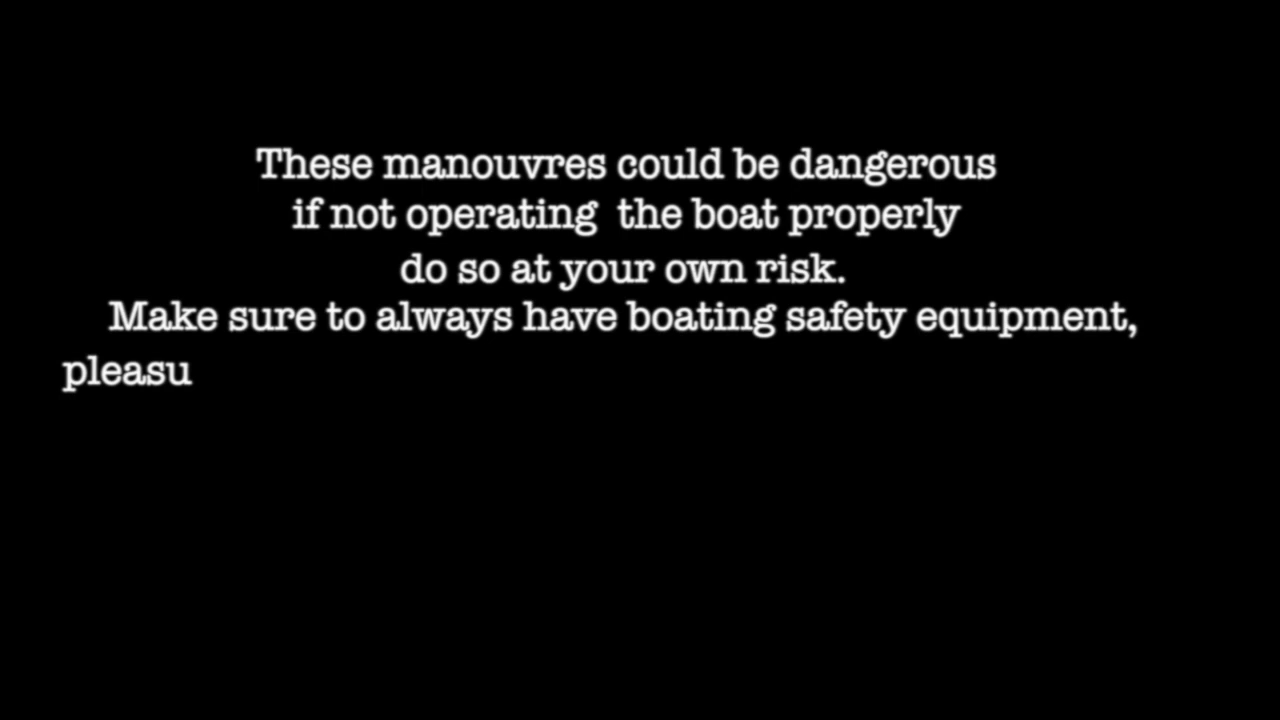 These manouvres could be dangerous
if not operating  the boat properly
do so at your own risk.
Make sure to always have boating safety equipment,
pleasu